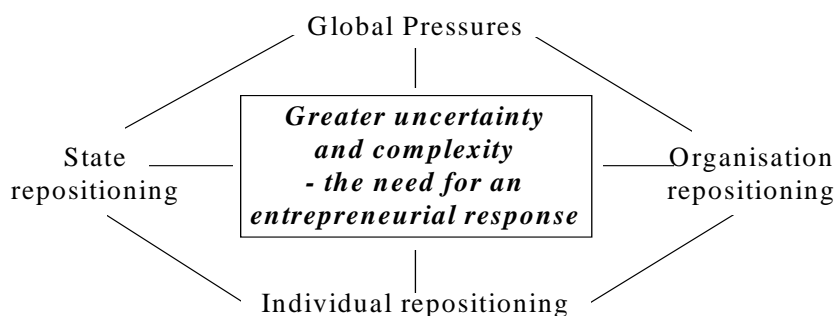 Global Pressures
Greater uncertainty
and complexity
- the need for an
entrepreneurial response
State
repositioning
Organisation
repositioning
Individual repositioning